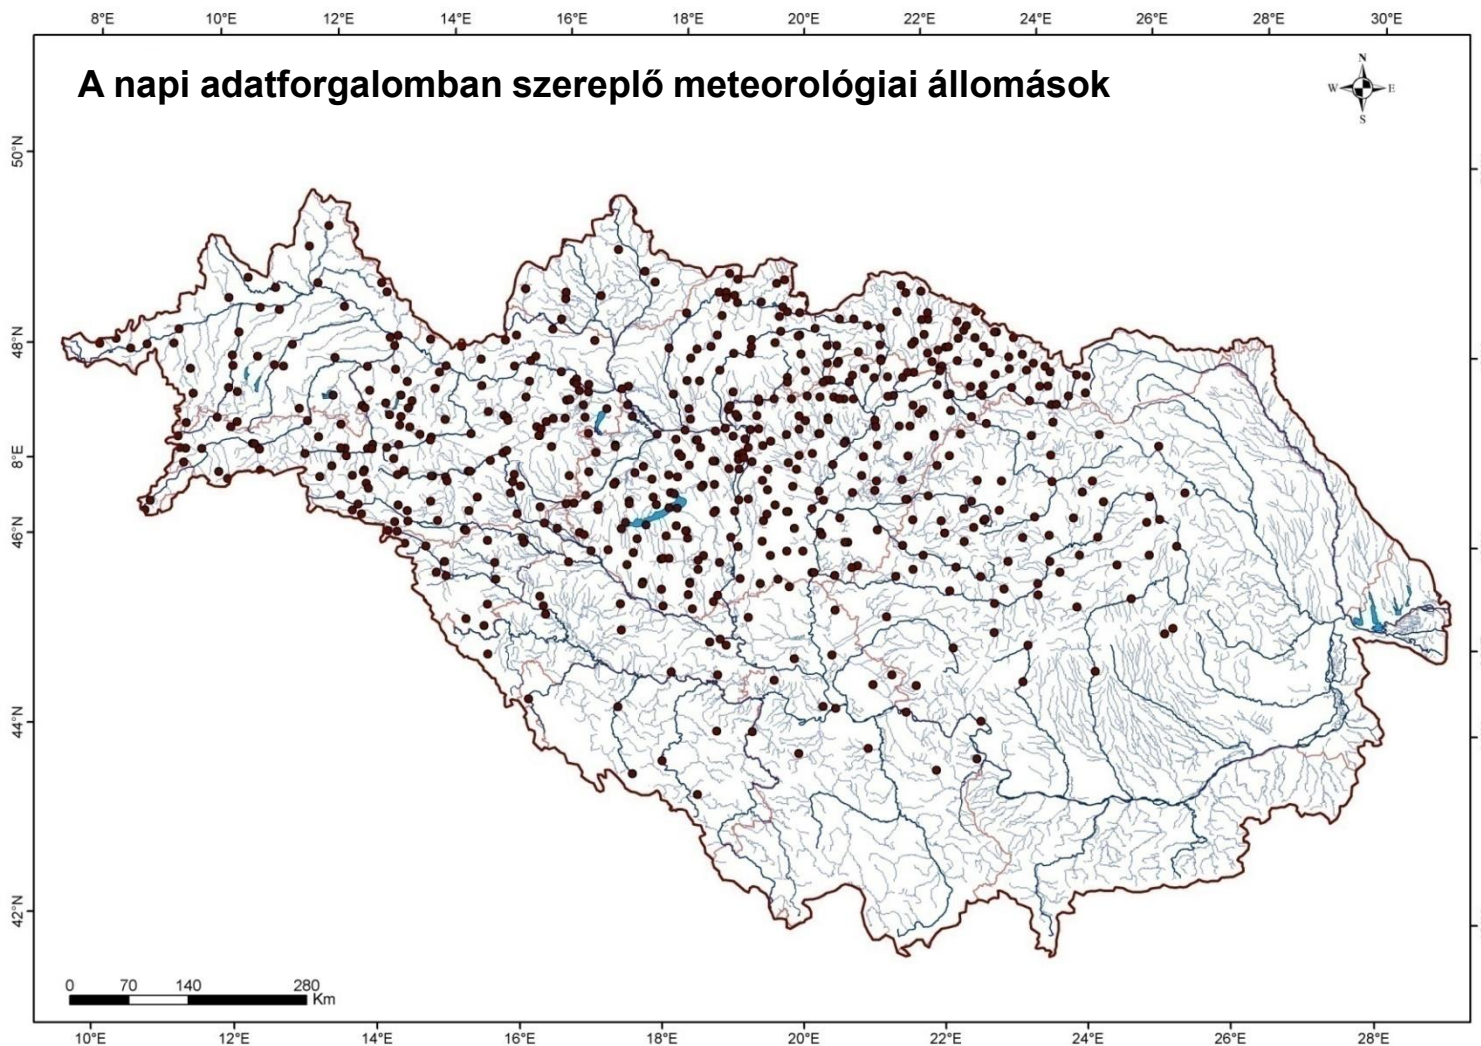 8°E 10°E 12°E 14°E 16°E 18°E 20°E 22°E 24°E 26°E 28°E 30°E
A napi adatforgalomban szereplő meteorológiai állomások
N
W E
S
50°N
48°N
8°E
46°N
44°N
42°N
0 70 140 280
Km
10°E 12°E 14°E 16°E 18°E 20°E 22°E 24°E 26°E 28°E